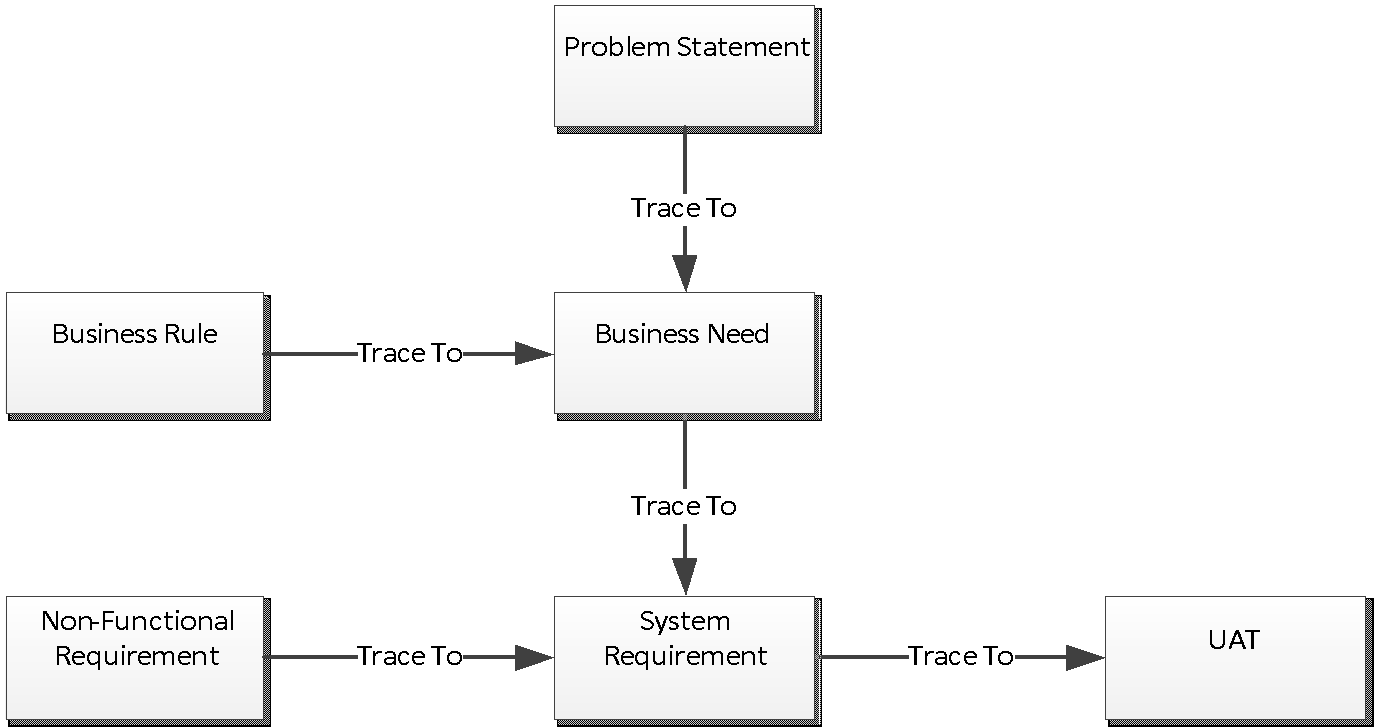 Problem Statement
Trace To
Business Rule
Trace To
Business Need
Trace To
Non-Functional
Requirement
Trace To
System
Requirement
Trace To
UAT